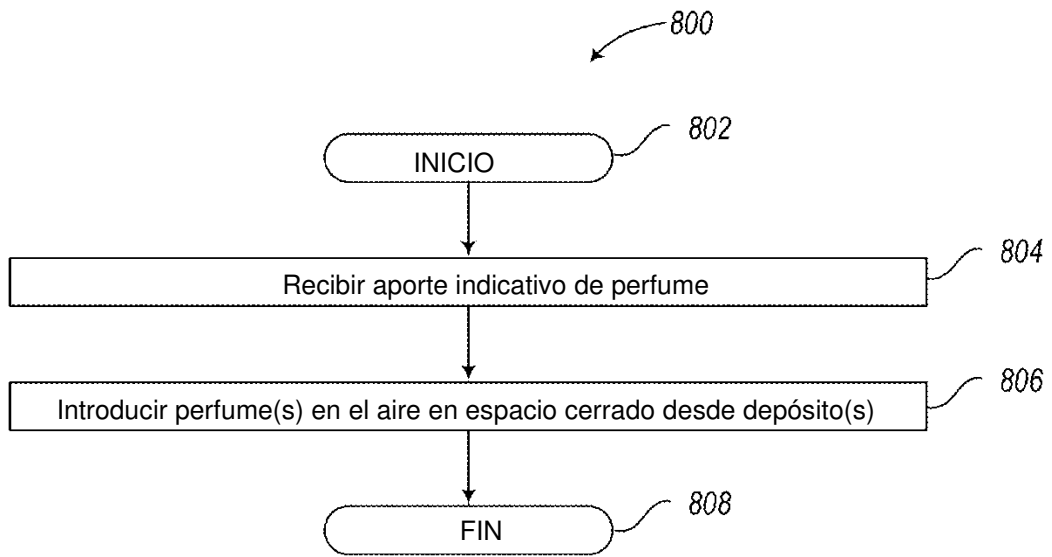 800
INICIO
802
Recibir aporte indicativo de perfume
804
Introducir perfume(s) en el aire en espacio cerrado desde depósito(s)
806
FIN
808